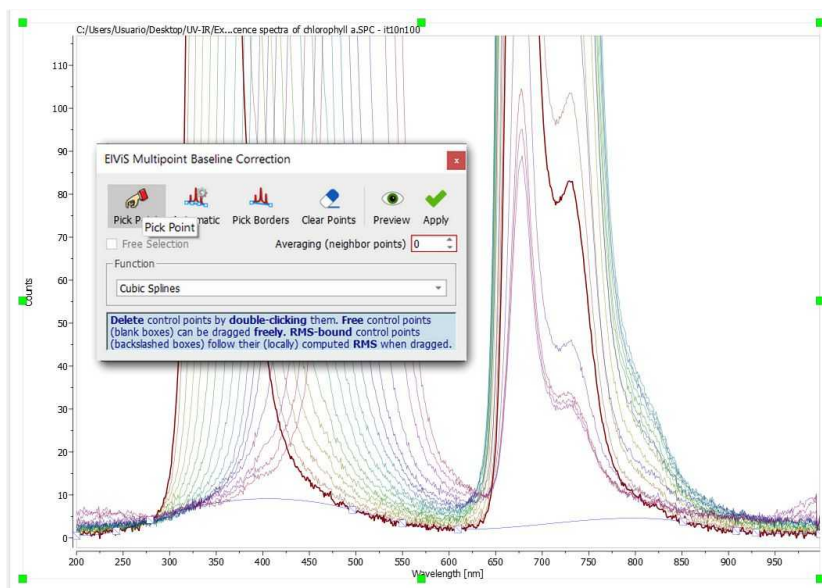 C:/Users/Usuario/Desktop/UV-IR/Ex...cence spectra of chlorophyll a.SPC - it10n100
110
100
90
80
70
60
50
40
30
20
10
0
Counts
ElViS Multipoint Baseline Correction
x
Pick Automatic Pick Borders Clear Points Preview Apply
Pick Point
Free Selection Averaging (neighbor points) 0
Function
Cubic Splines
Delete control points by double-clicking them. Free control points
(blank boxes) can be dragged freely. RMS-bound control points
(backslashed boxes) follow their (locally) computed RMS when dragged.
200 250 300 350 400 450 500 550 600 650 700 750 800 850 900 950
Wavelength [nm]